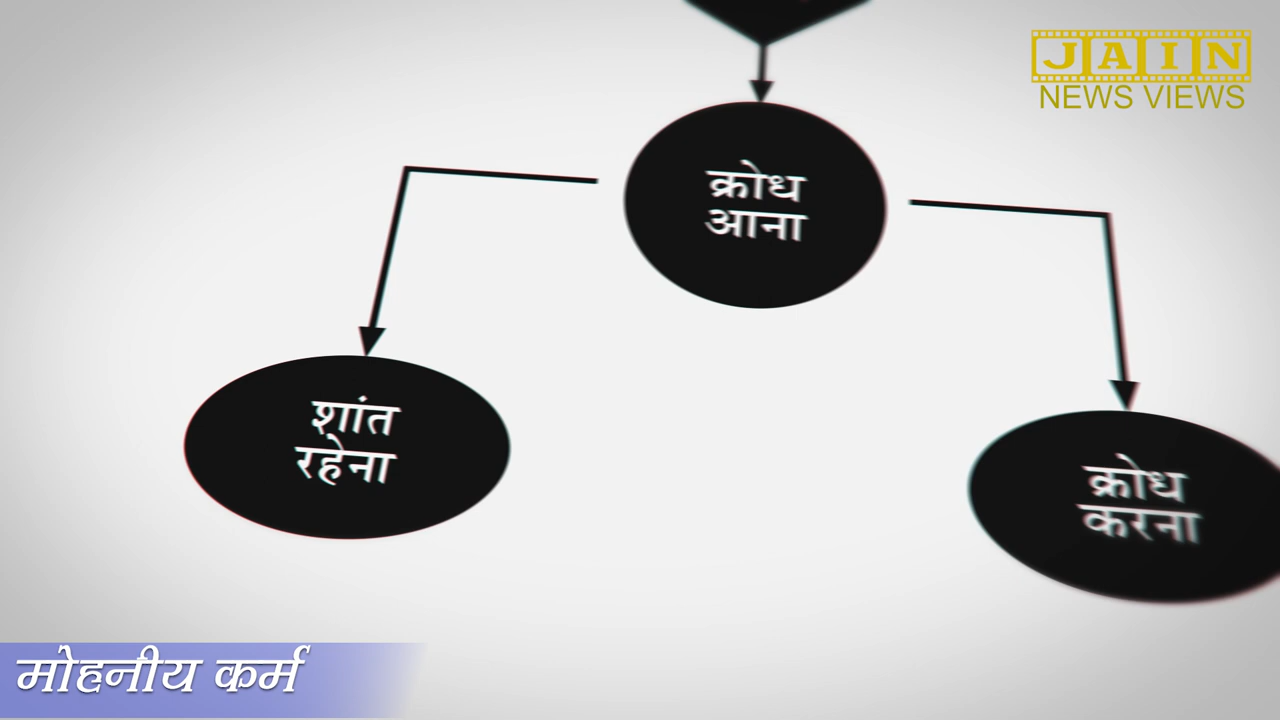 JAIN
NEWS VIEWS
क्रोध
आना
शांत
रहेना
क्रोध
करना
मोहनीय कर्म